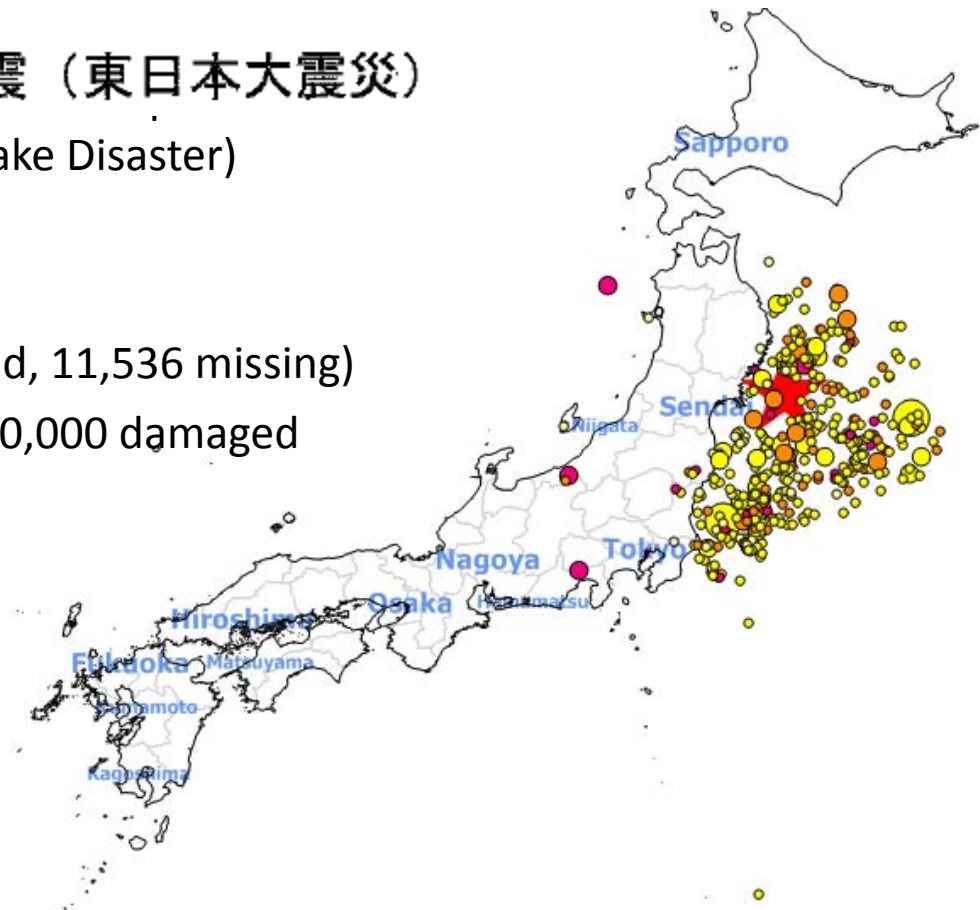 震（東日本大震災）
ake Disaster)
d, 11,536 missing)
0,000 damaged
Sapporo
Sendai
Niigata
Tokyo
Nagoya
Hamamatsu
Osaka
Hiroshima
Matsuyama
Fukuoka
Kumamoto
Kagoshima